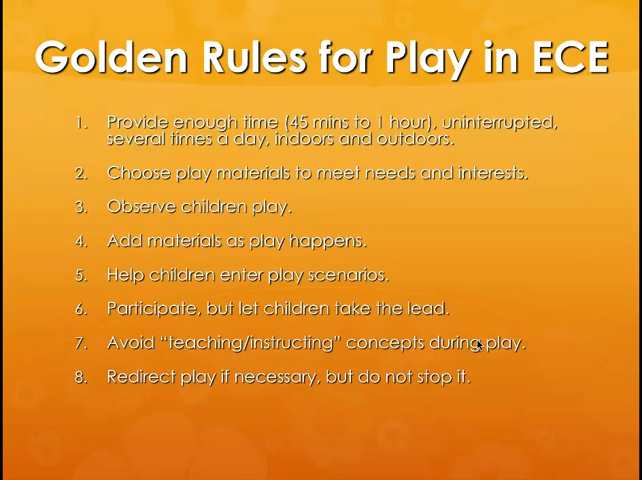 Golden Rules for Play in ECE
1. Provide enough time (45 mins to 1 hour), uninterrupted,
several times a day, indoors and outdoors.
2. Choose play materials to meet needs and interests.
3. Observe children play.
4. Add materials as play happens.
5. Help children enter play scenarios.
6. Participate, but let children take the lead.
7. Avoid “teaching/instructing” concepts during play.
8. Redirect play if necessary, but do not stop it.